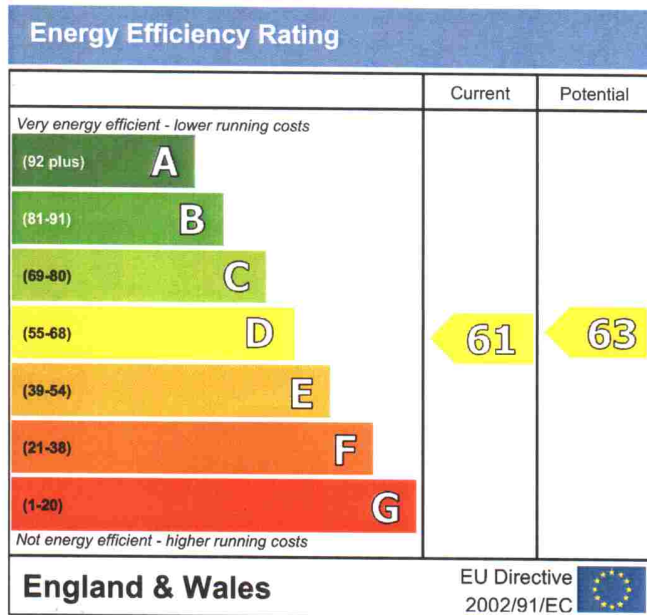 Energy Efficiency Rating
Current Potential
Very energy efficient - lower running costs
(92 plus) A
(81-91) B
(69-80) C
(55-68) D 61 63
(39-54) E
(21-38) F
(1-20) G
Not energy efficient - higher running costs
England & Wales
EU Directive
2002/91/EC